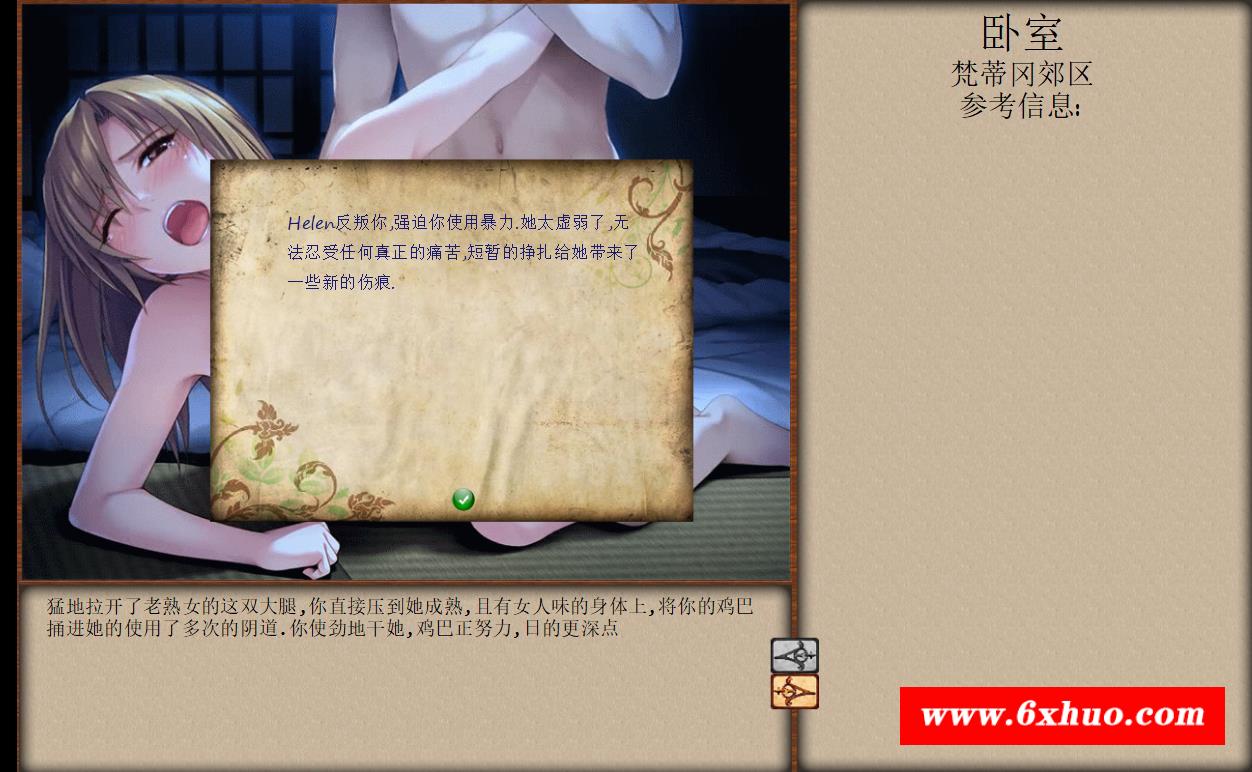 卧室
梵蒂冈郊区
参考信息:
Helen反叛你,强迫你使用暴力.她太虚弱了,无
法忍受任何真正的痛苦,短暂的挣扎给她带来了
一些新的伤痕.
猛地拉开了老熟女的这双大腿,你直接压到她成熟,且有女人味的身体上,将你的鸡巴
捅进她的使用了多次的阴道.你使劲地干她,鸡巴正努力,日的更深点
www.6xhuo.com